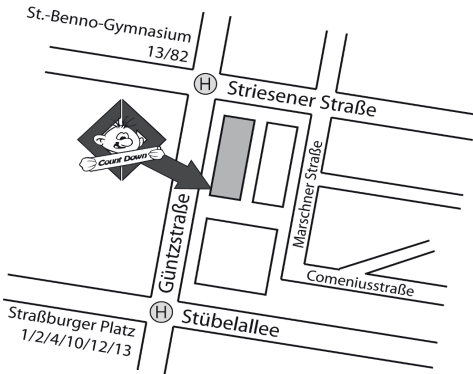 St.-Benno-Gymnasium
13/82
H
Striesener Straße
Count Down
Marschner Straße
Güntzstraße
Comeniusstraße
H
Stübelallee
Straßburger Platz
1/2/4/10/12/13